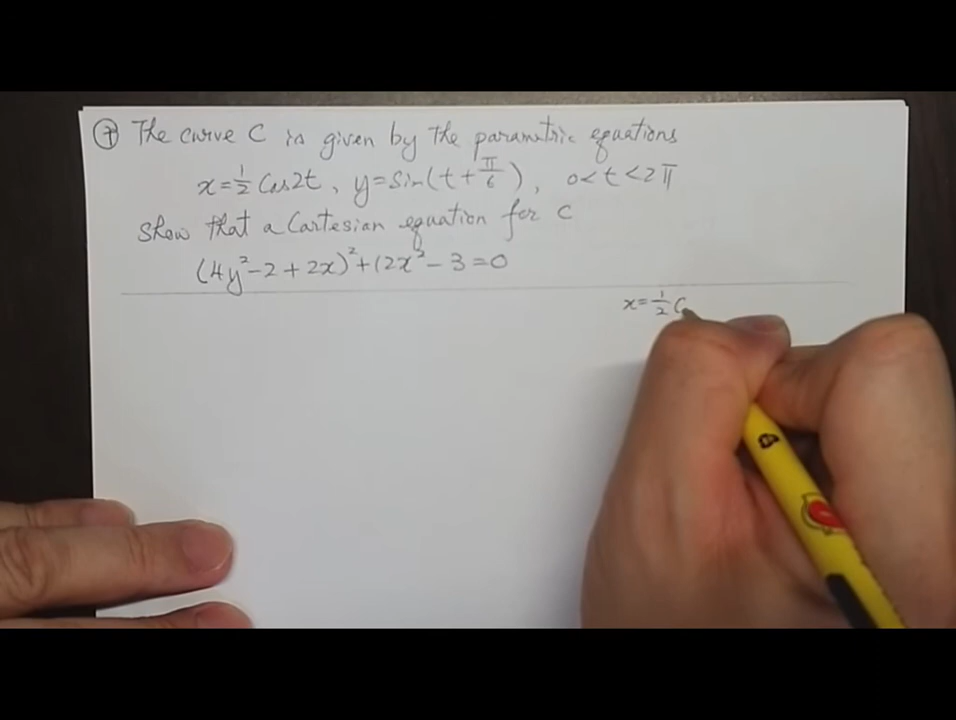 ⑦ The curve C is given by the paramatric equations
x=½ Cos2t, y=Sin(t+π/6), 0<t<2π
Show that a Cartesian equation for C
(4y²-2+2x)²+12x²-3=0
x=½ C